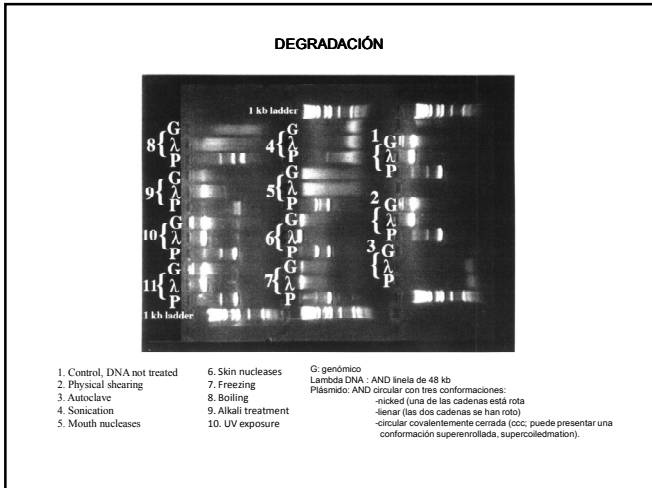 DEGRADACIÓN
1 kb ladder
8 { G
λ
P
9 { G
λ
P
10 { G
λ
P
11 { G
λ
P
1 kb ladder
4 { G
λ
P
5 { G
λ
P
6 { G
λ
P
7 { G
λ
P
1 { G
λ
P
2 { G
λ
P
3 { G
λ
P
1. Control, DNA not treated
2. Physical shearing
3. Autoclave
4. Sonication
5. Mouth nucleases
6. Skin nucleases
7. Freezing
8. Boiling
9. Alkali treatment
10. UV exposure
G: genómico
Lambda DNA : AND linela de 48 kb
Plásmido: AND circular con tres conformaciones:
-nicked (una de las cadenas está rota
-lienar (las dos cadenas se han roto)
-circular covalentemente cerrada (ccc; puede presentar una
conformación superenrollada, supercoiledmation).